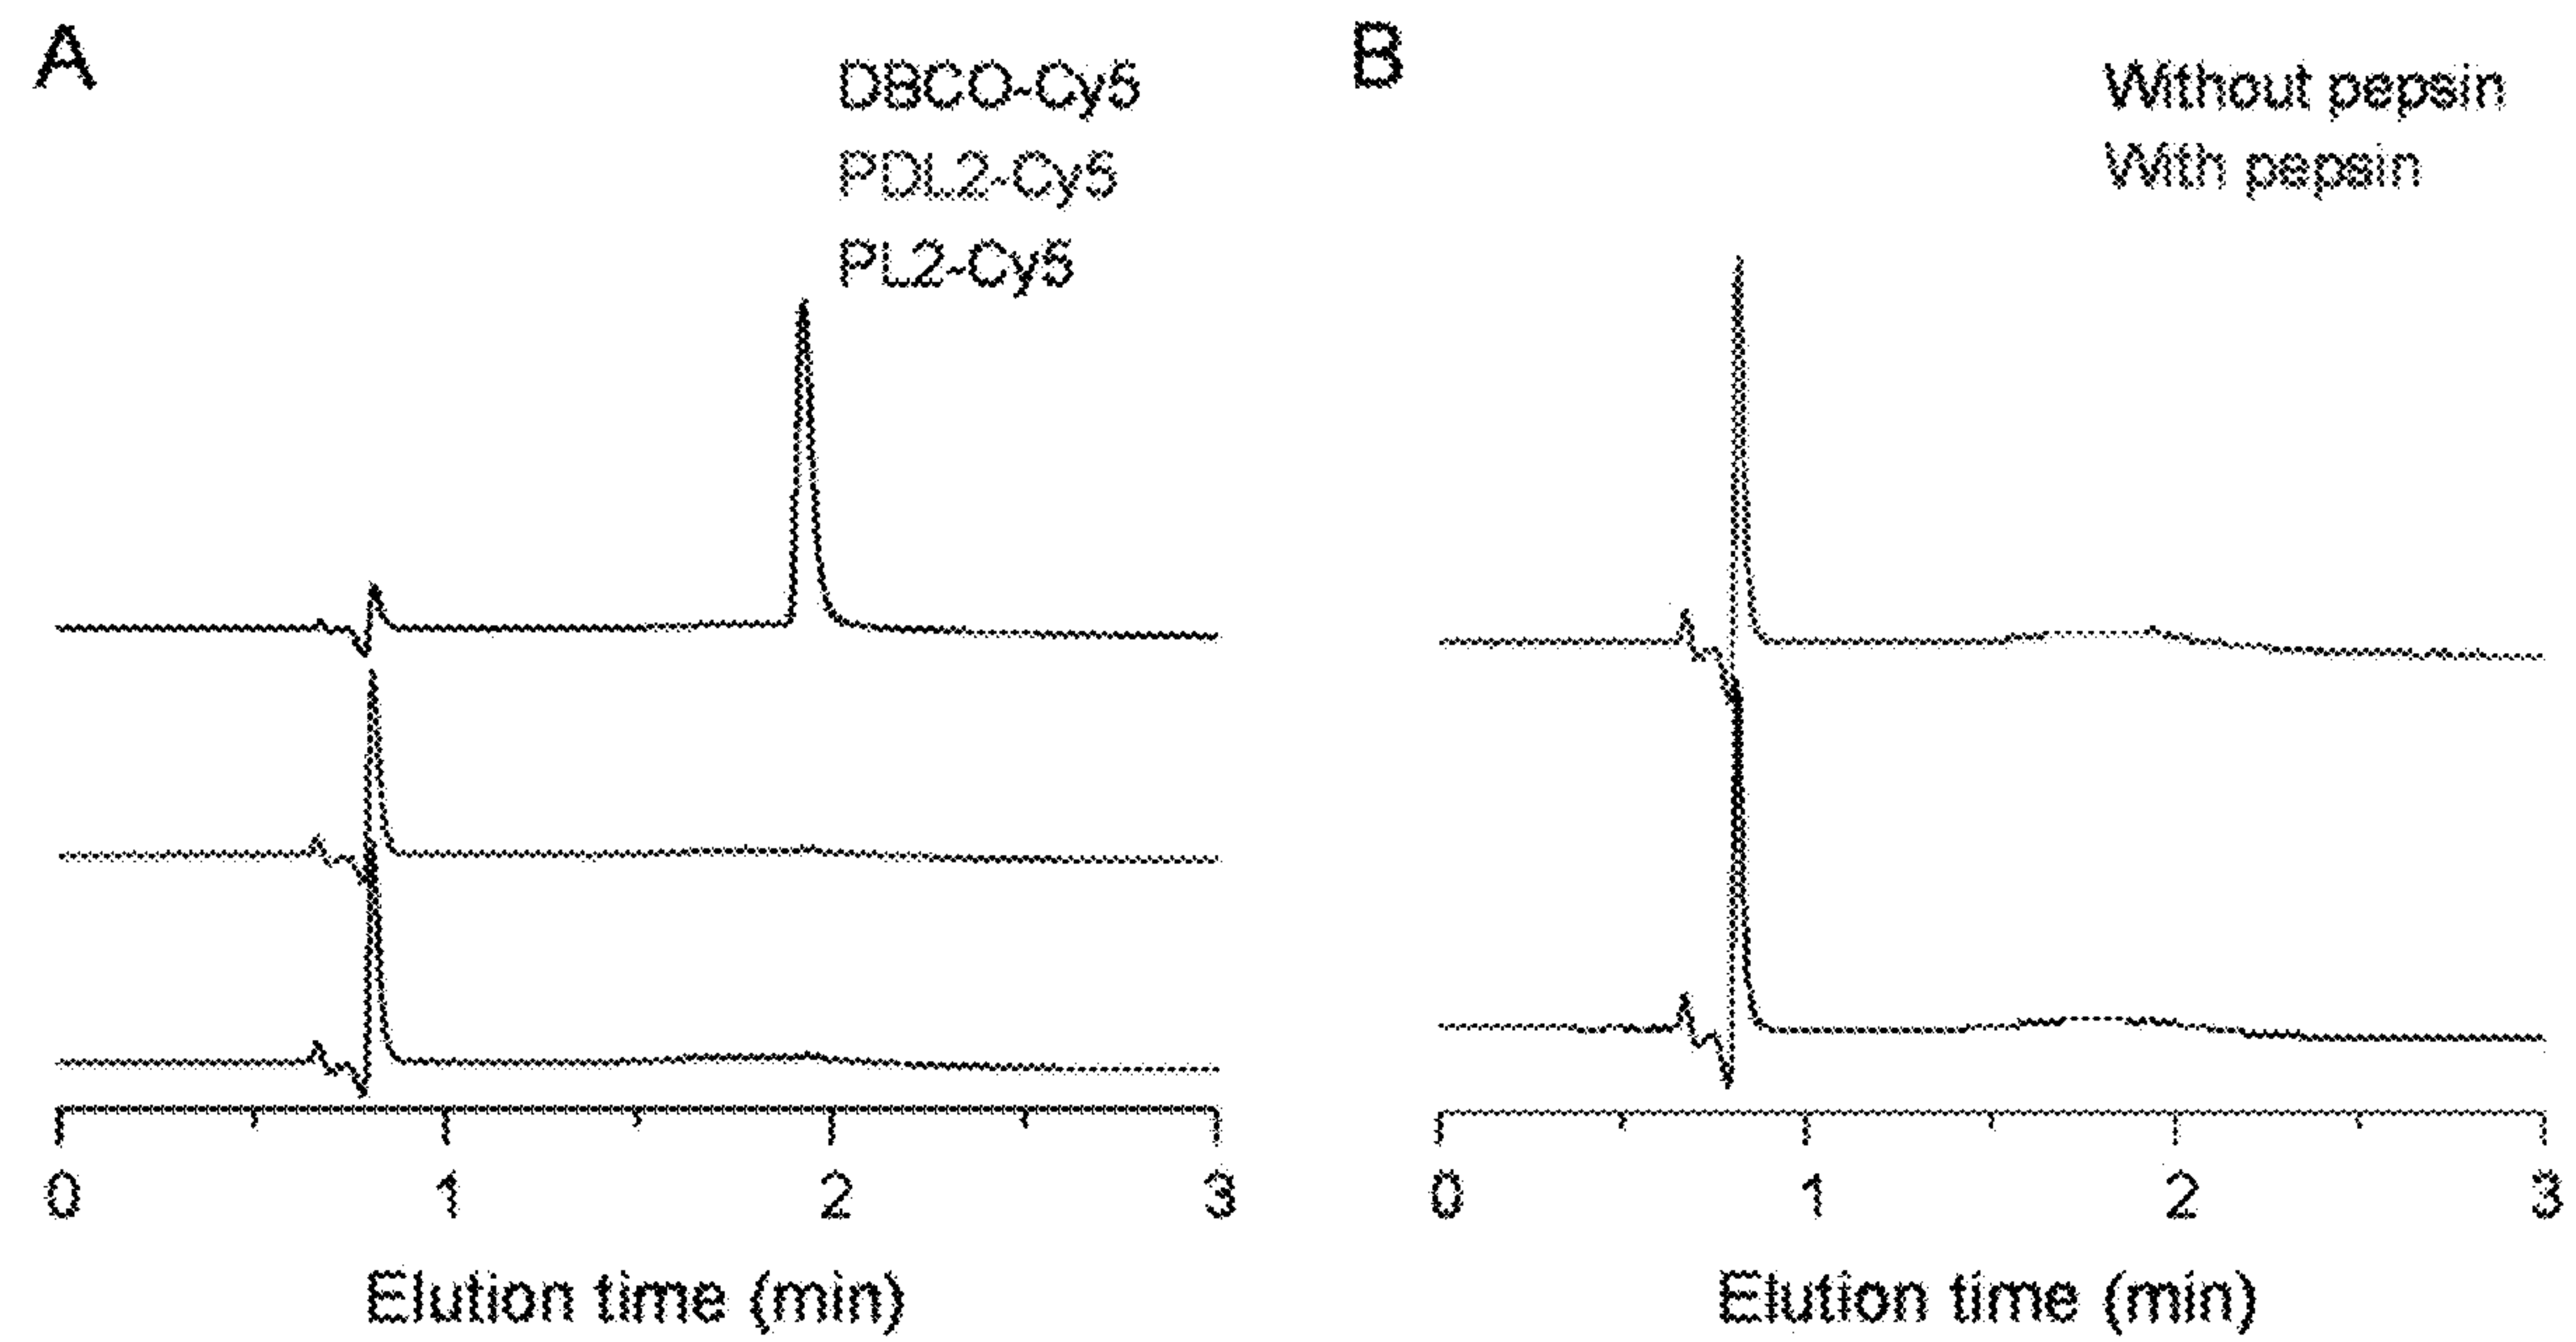 A
DBCO-Cy5
PDL2-Cy5
PL2-Cy5
0 1 2 3
Elution time (min)
B
Without pepsin
With pepsin
0 1 2 3
Elution time (min)